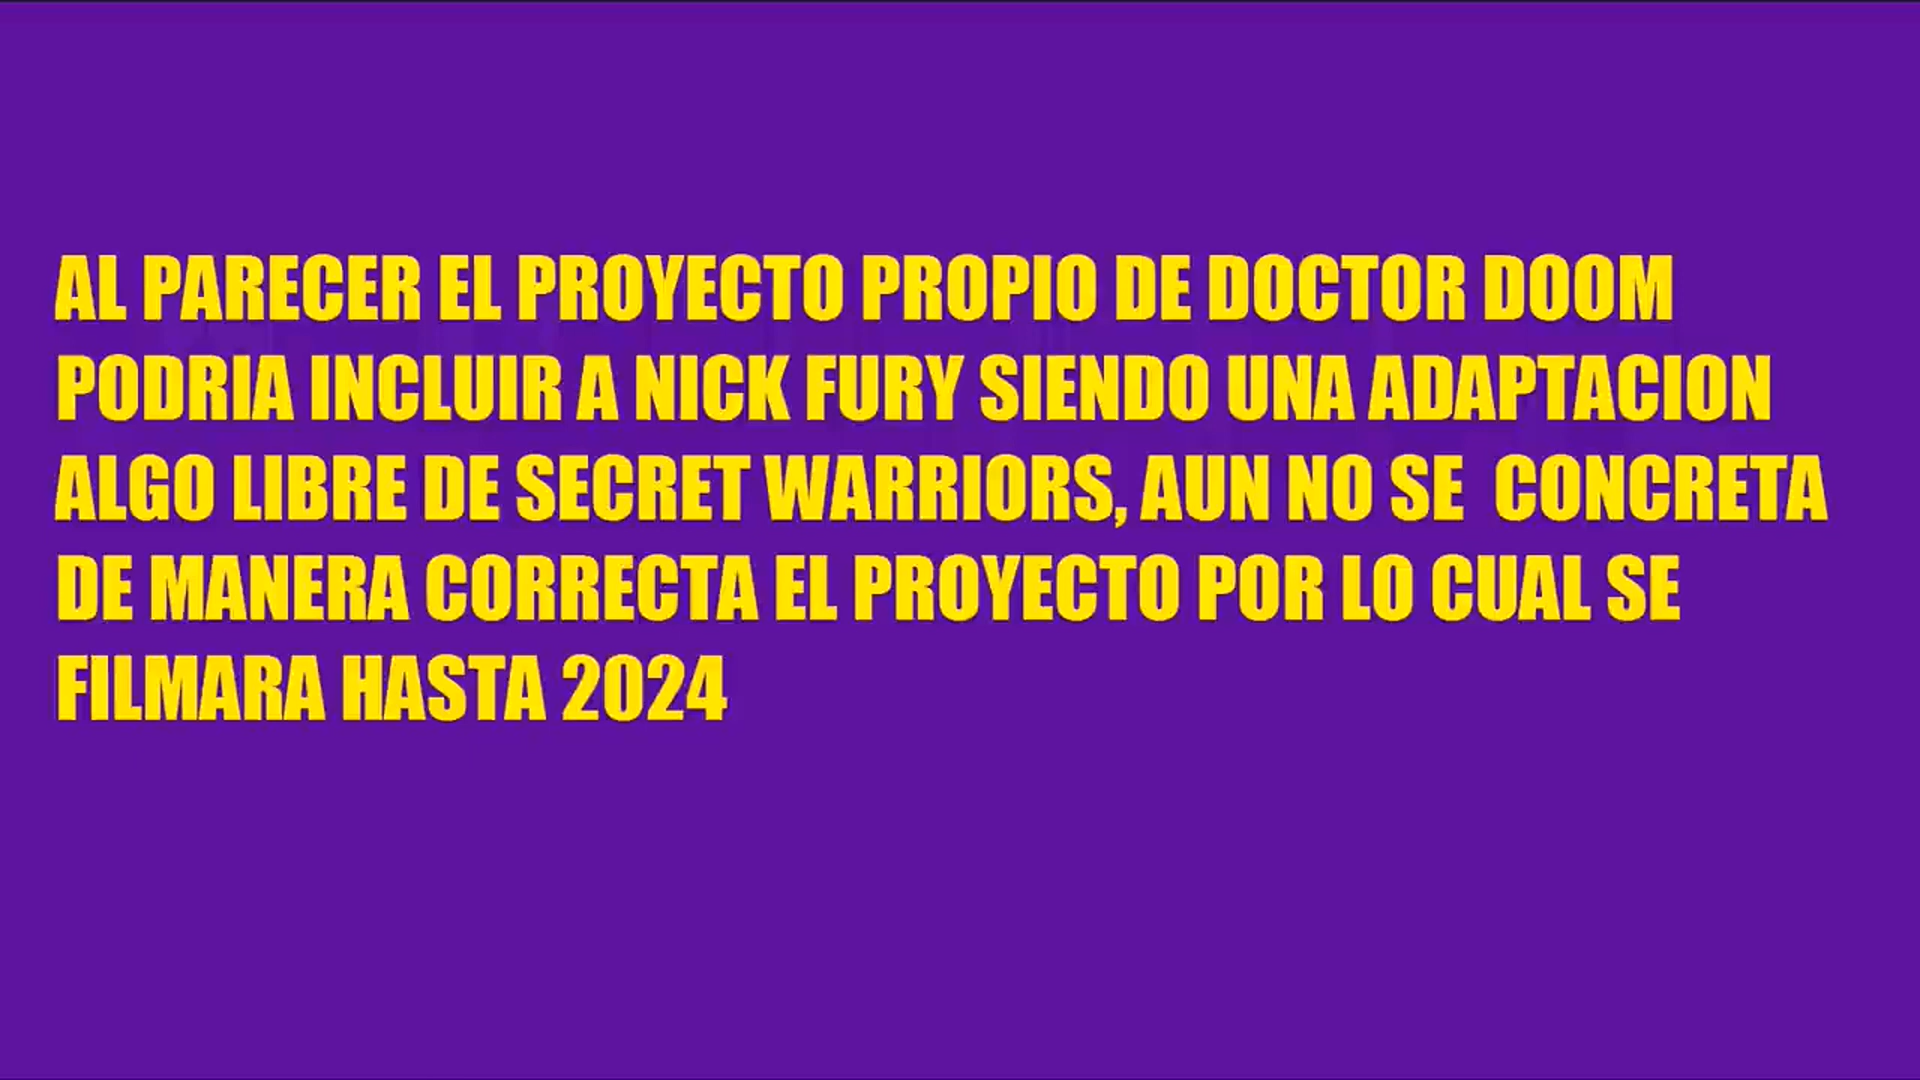 AL PARECER EL PROYECTO PROPIO DE DOCTOR DOOM
PODRIA INCLUIR A NICK FURY SIENDO UNA ADAPTACION
ALGO LIBRE DE SECRET WARRIORS, AUN NO SE  CONCRETA
DE MANERA CORRECTA EL PROYECTO POR LO CUAL SE
FILMARA HASTA 2024